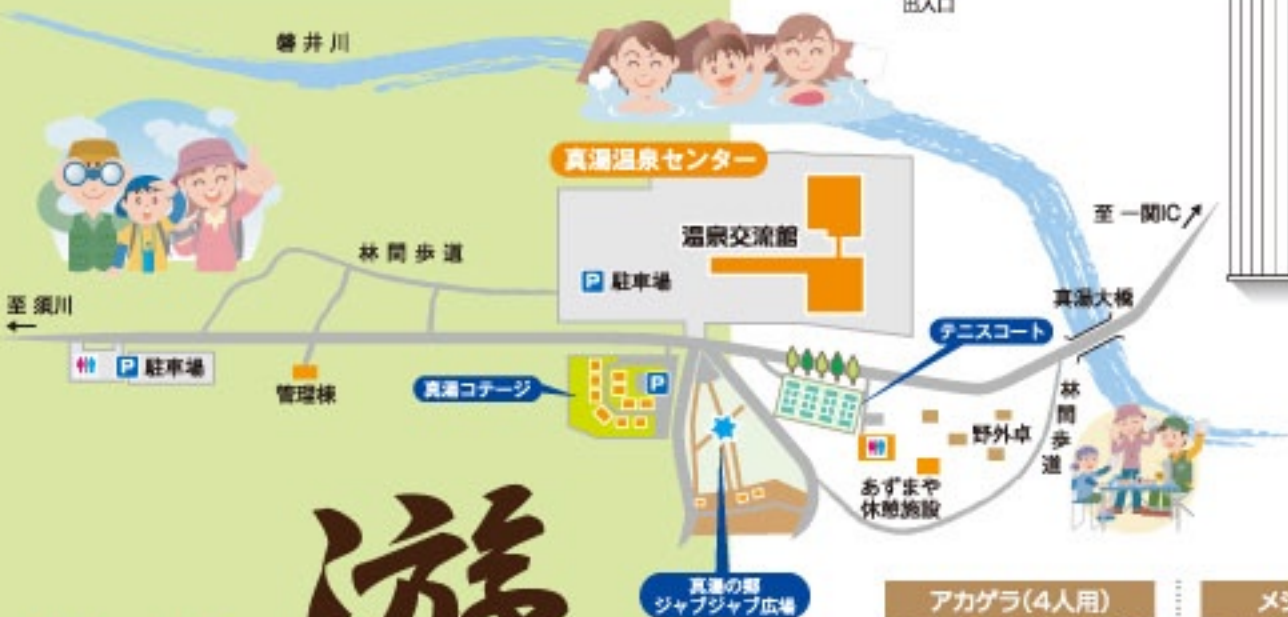 出入口
磐井川
真湯温泉センター
温泉交流館
P 駐車場
林間歩道
至 一関IC
真湯大橋
至 須川
P 駐車場
管理棟
真湯コテージ
P
テニスコート
林間歩道
野外卓
あずまや
休憩施設
游
真湯の郷
ジャブジャブ広場
アカゲラ(4人用)